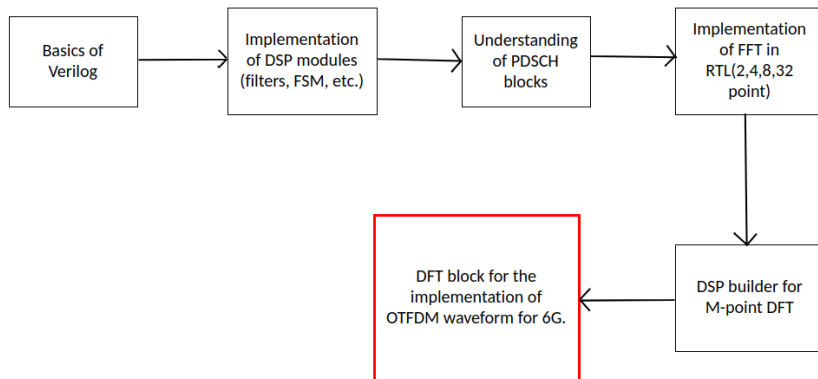 Basics of
Verilog
Implementation
of DSP modules
(filters, FSM, etc.)
Understanding
of PDSCH
blocks
Implementation
of FFT in
RTL(2,4,8,32
point)
DSP builder for
M-point DFT
DFT block for the
implementation of
OTFDM waveform for 6G.